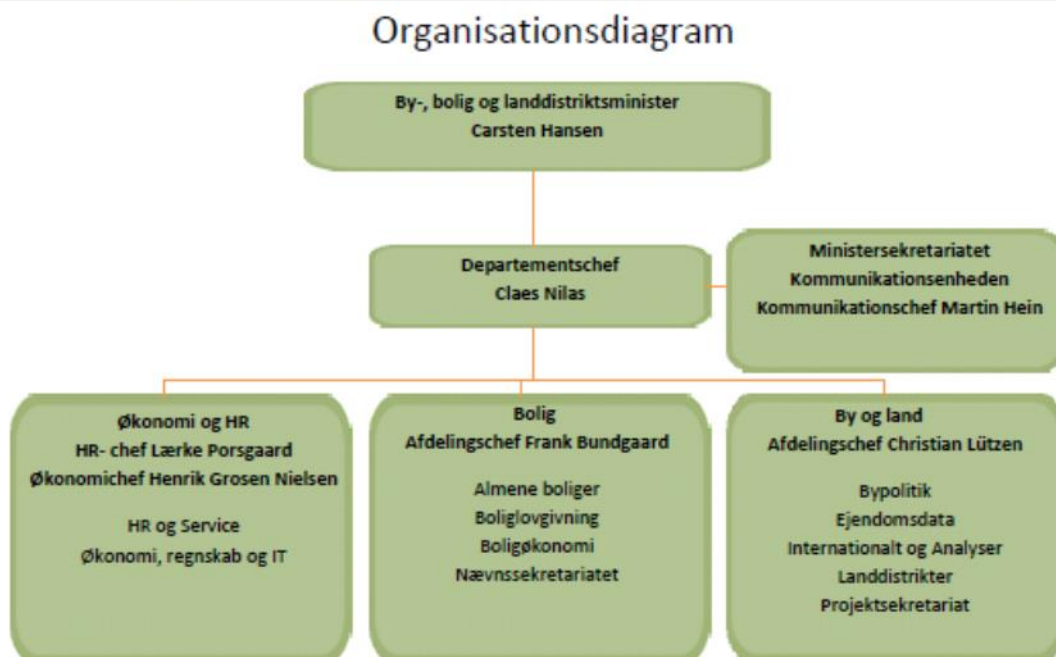 Organisationsdiagram
By-, bolig og landdistriktsminister
Carsten Hansen
Departementschef
Claes Nilas
Ministersekretariatet
Kommunikationsenheden
Kommunikationschef Martin Hein
Økonomi og HR
HR- chef Lærke Porsgaard
Økonomichef Henrik Grosen Nielsen
HR og Service
Økonomi, regnskab og IT
Bolig
Afdelingschef Frank Bundgaard
Almene boliger
Boliglovgivning
Boligøkonomi
Nævnssekretariatet
By og land
Afdelingschef Christian Lützen
Bypolitik
Ejendomsdata
Internationalt og Analyser
Landdistrikter
Projektsekretariat